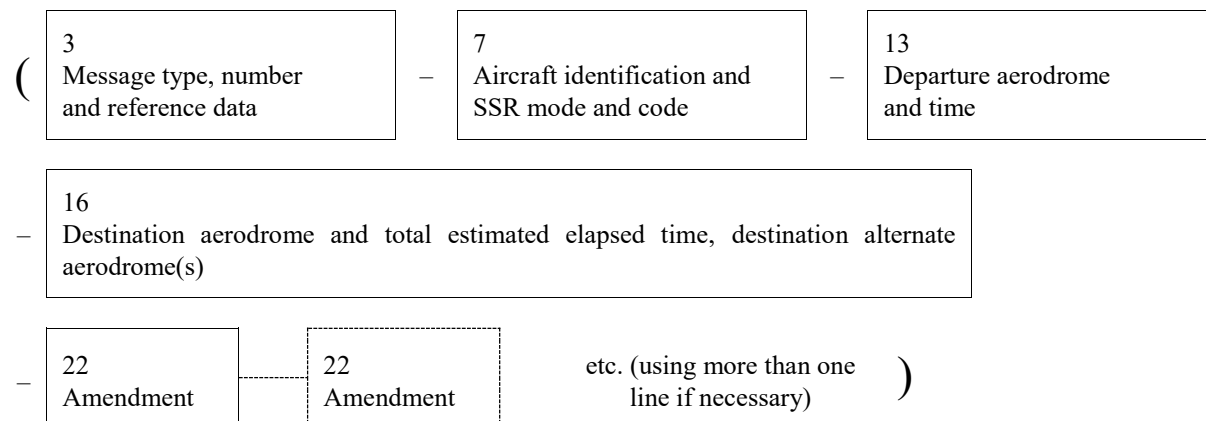 ( 3 – 7 – 13
Message type, number Aircraft identification and Departure aerodrome
and reference data SSR mode and code and time
16
– Destination aerodrome and total estimated elapsed time, destination alternate
aerodrome(s)
– 22 22 etc. (using more than one )
Amendment Amendment line if necessary)